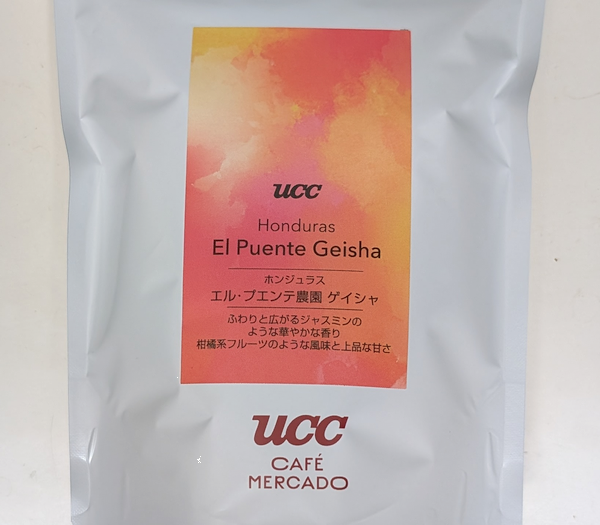 ucc
Honduras
El Puente Geisha
ホンジュラス
エル・プエンテ農園 ゲイシャ
ふわりと広がるジャスミンの
ような華やかな香り
柑橘系フルーツのような風味と上品な甘さ
ucc
CAFÉ
MERCADO